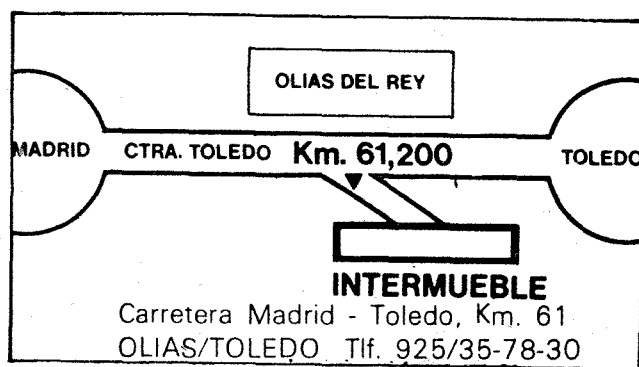 OLIAS DEL REY
MADRID CTRA. TOLEDO Km. 61,200 TOLEDO
INTERMUEBLE
Carretera Madrid - Toledo, Km. 61
OLIAS/TOLEDO Tlf. 925/35-78-30